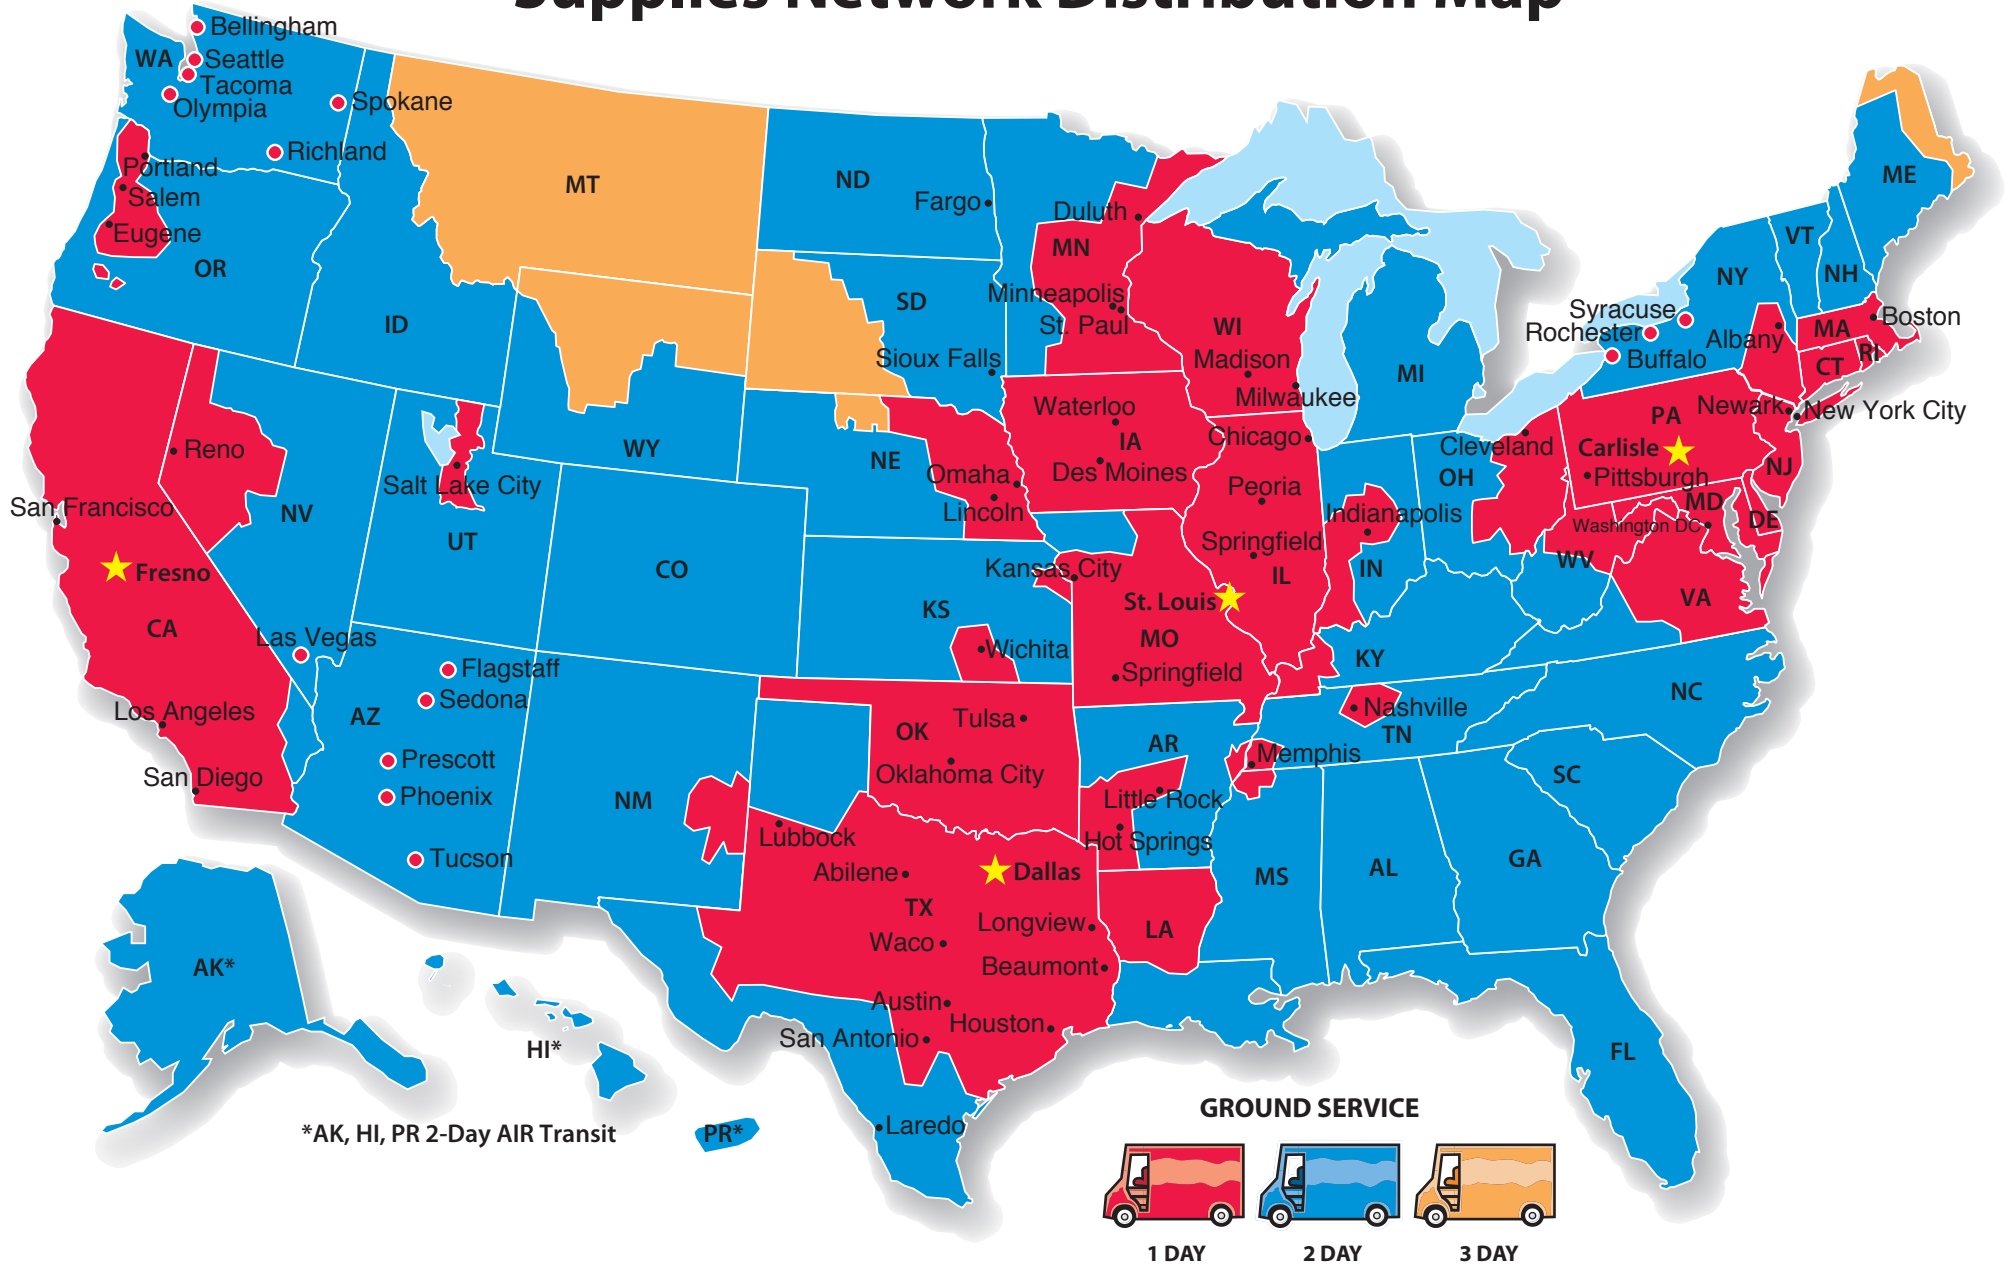 Supplies Network Distribution Map
Bellingham
WA
Seattle
Tacoma
Olympia
Spokane
Richland
Portland
Salem
Eugene
OR
ID
MT
ND
Fargo
Duluth
MN
Minneapolis
St. Paul
SD
Sioux Falls
WI
Madison
Milwaukee
MI
ME
VT
NH
NY
Syracuse
Rochester
Buffalo
Albany
MA
Boston
CT
RI
Reno
San Francisco
Fresno
CA
NV
Salt Lake City
UT
WY
CO
NE
Omaha
Lincoln
Waterloo
IA
Des Moines
Chicago
Peoria
Springfield
IL
Indianapolis
IN
OH
Cleveland
PA
Carlisle
Pittsburgh
Newark
New York City
NJ
MD
DE
Washington DC
WV
VA
Kansas City
KS
Wichita
St. Louis
MO
Springfield
KY
Las Vegas
Los Angeles
San Diego
Flagstaff
Sedona
AZ
Prescott
Phoenix
Tucson
NM
OK
Tulsa
Oklahoma City
AR
Little Rock
Hot Springs
Memphis
Nashville
TN
NC
SC
GA
AL
MS
LA
Lubbock
Abilene
Dallas
TX
Longview
Waco
Beaumont
Austin
Houston
San Antonio
Laredo
FL
AK*
HI*
PR*
*AK, HI, PR 2-Day AIR Transit
GROUND SERVICE
1 DAY
2 DAY
3 DAY